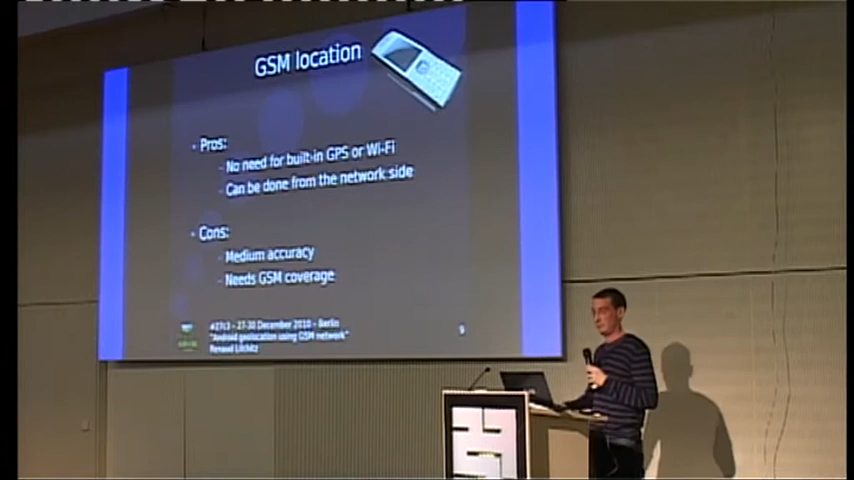 GSM location
• Pros:
- No need for built-in GPS or Wi-Fi
- Can be done from the network side
• Cons:
- Medium accuracy
- Needs GSM coverage
#27c3 – 27-30 December 2010 – Berlin
"Android geolocation using GSM network"
Renaud Lifchitz
9